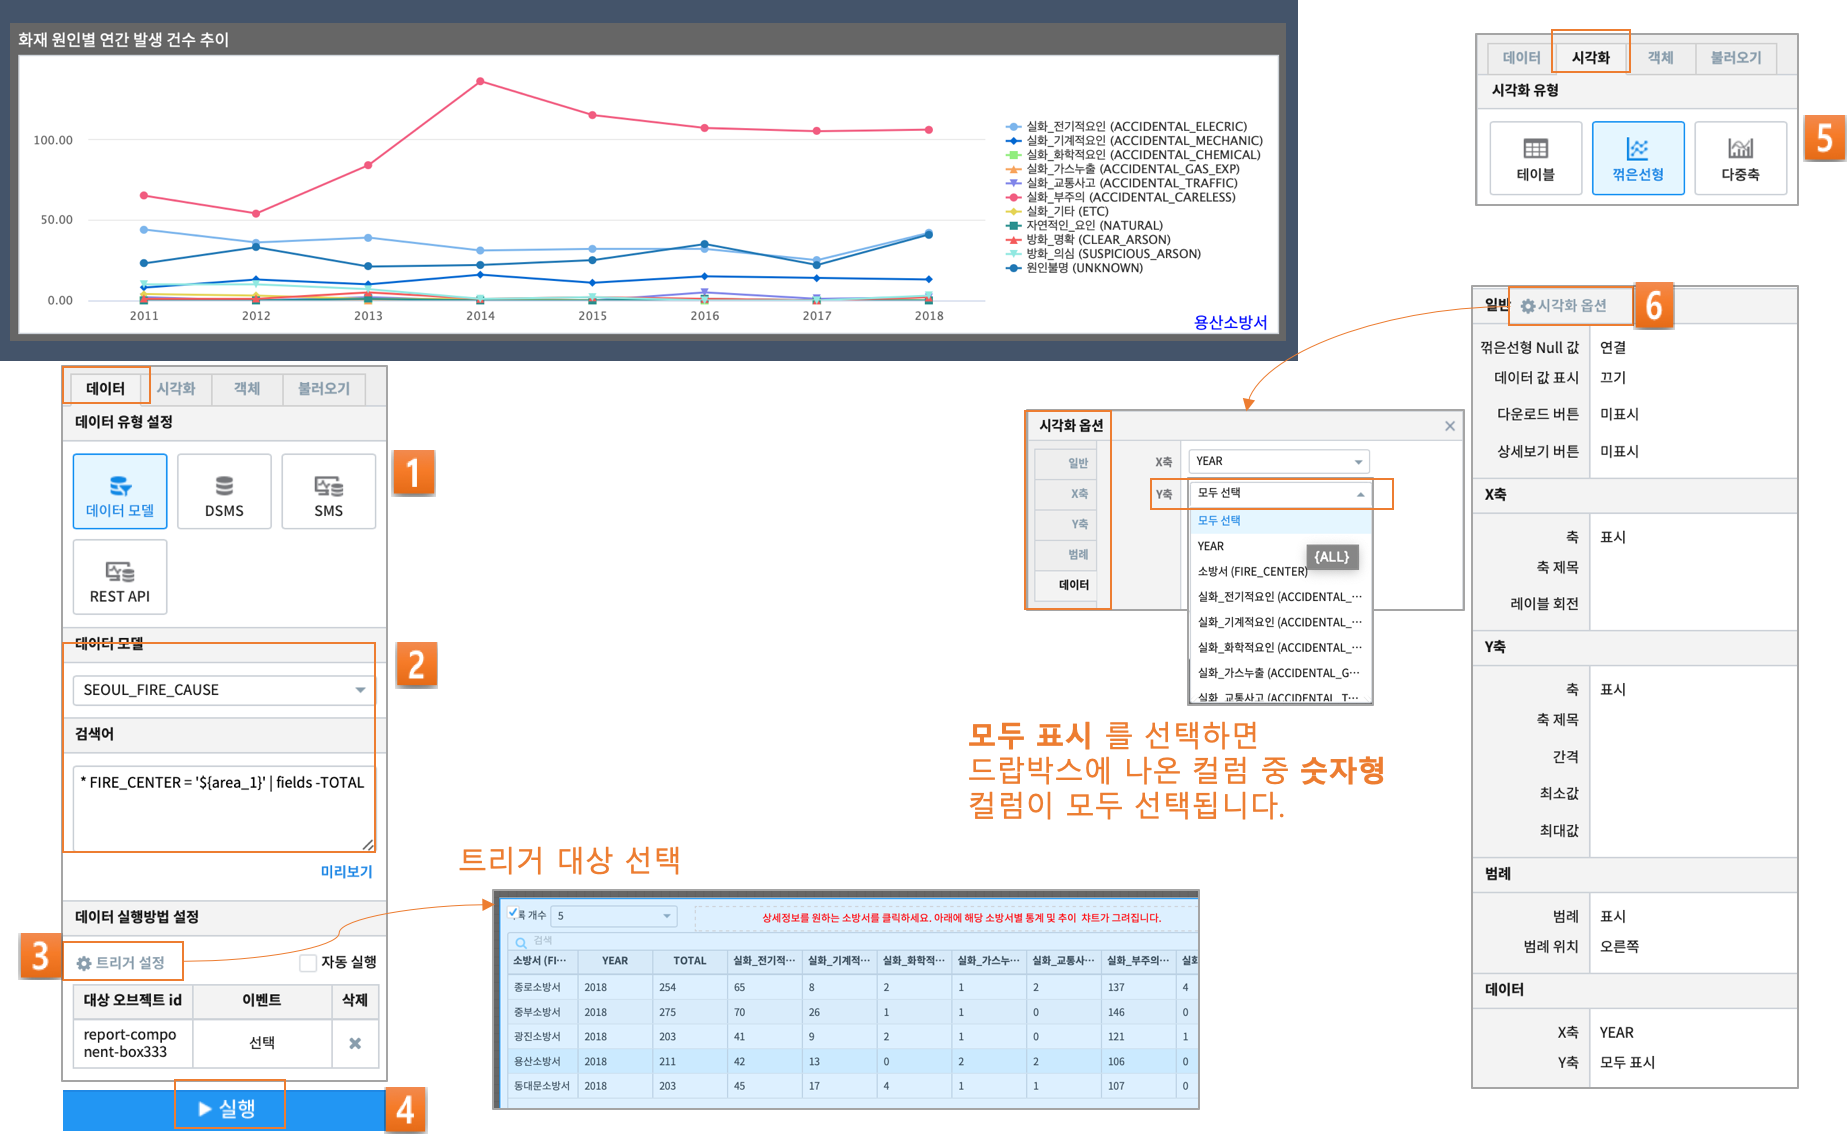 화재 원인별 연간 발생 건수 추이
100.00
50.00
0.00
2011 2012 2013 2014 2015 2016 2017 2018
실화_전기적요인 (ACCIDENTAL_ELECRIC)
실화_기계적요인 (ACCIDENTAL_MECHANIC)
실화_화학적요인 (ACCIDENTAL_CHEMICAL)
실화_가스누출 (ACCIDENTAL_GAS_EXP)
실화_교통사고 (ACCIDENTAL_TRAFFIC)
실화_부주의 (ACCIDENTAL_CARELESS)
실화_기타 (ETC)
자연적인_요인 (NATURAL)
방화_명확 (CLEAR_ARSON)
방화_의심 (SUSPICIOUS_ARSON)
원인불명 (UNKNOWN)
용산소방서
데이터 시각화 객체 불러오기
데이터 유형 설정
데이터 모델 DSMS SMS
REST API
1
데이터 모델
SEOUL_FIRE_CAUSE
2
검색어
* FIRE_CENTER = '${area_1}' | fields -TOTAL
미리보기
데이터 실행방법 설정
3
트리거 설정 자동 실행
대상 오브젝트 id 이벤트 삭제
report-compo
nent-box333 선택
실행
4
트리거 대상 선택
록 개수 5
상세정보를 원하는 소방서를 클릭하세요. 아래에 해당 소방서별 통계 및 추이 챠트가 그려집니다.
검색
소방서 (FI··· YEAR TOTAL 실화_전기적··· 실화_기계적··· 실화_화학적··· 실화_가스누··· 실화_교통사··· 실화_부주의··· 실화
종로소방서 2018 254 65 8 2 1 2 137 4
중부소방서 2018 275 70 26 1 1 0 146 0
광진소방서 2018 203 41 9 2 1 0 121 1
용산소방서 2018 211 42 13 0 2 2 106 0
동대문소방서 2018 203 45 17 4 1 1 107 0
데이터 시각화 객체 불러오기
시각화 유형
테이블 꺾은선형 다중축
5
시각화 옵션
일반
X축
Y축
범례
데이터
X축 YEAR
Y축 모두 선택
모두 선택
YEAR
{ALL}
소방서 (FIRE_CENTER)
실화_전기적요인 (ACCIDENTAL_···
실화_기계적요인 (ACCIDENTAL_···
실화_화학적요인 (ACCIDENTAL_···
실화_가스누출 (ACCIDENTAL_G···
실화_교통사고 (ACCIDENTAL_T···
모두 표시 를 선택하면
드랍박스에 나온 컬럼 중 숫자형
컬럼이 모두 선택됩니다.
일반 시각화 옵션
6
꺾은선형 Null 값 연결
데이터 값 표시 끄기
다운로드 버튼 미표시
상세보기 버튼 미표시
X축
축 표시
축 제목
레이블 회전
Y축
축 표시
축 제목
간격
최소값
최대값
범례
범례 표시
범례 위치 오른쪽
데이터
X축 YEAR
Y축 모두 표시